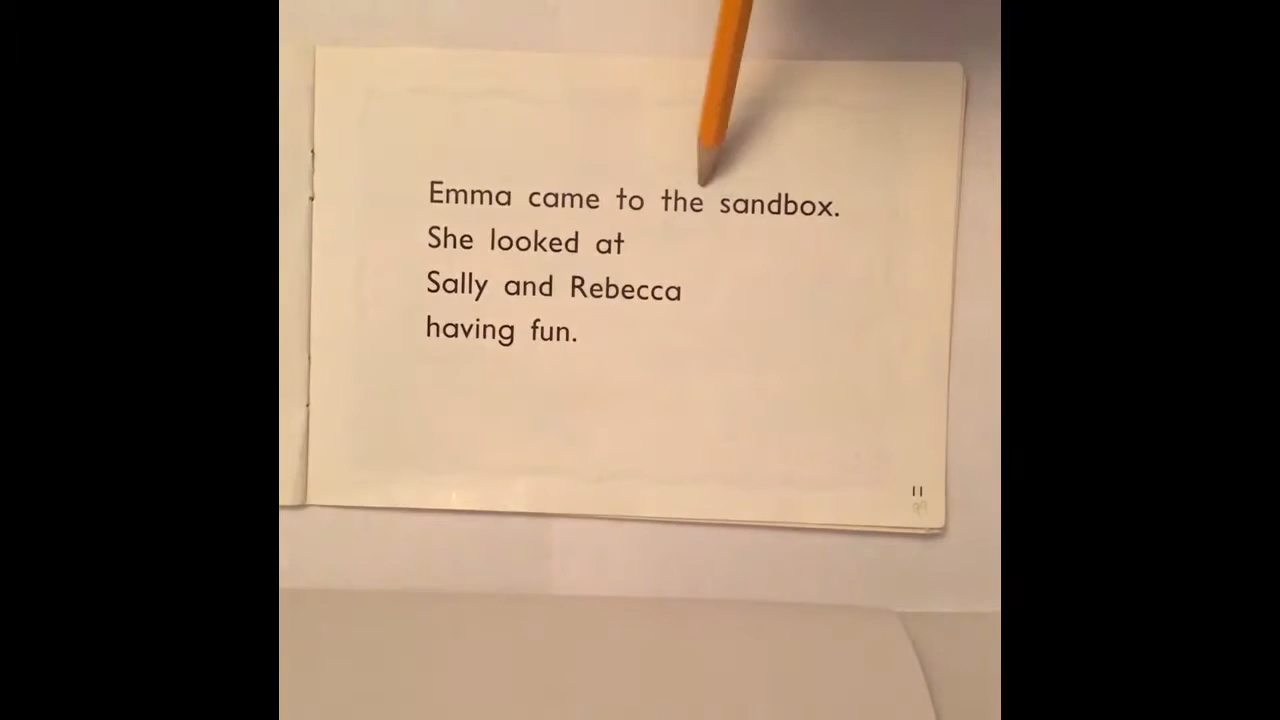 Emma came to the sandbox.
She looked at
Sally and Rebecca
having fun.
11